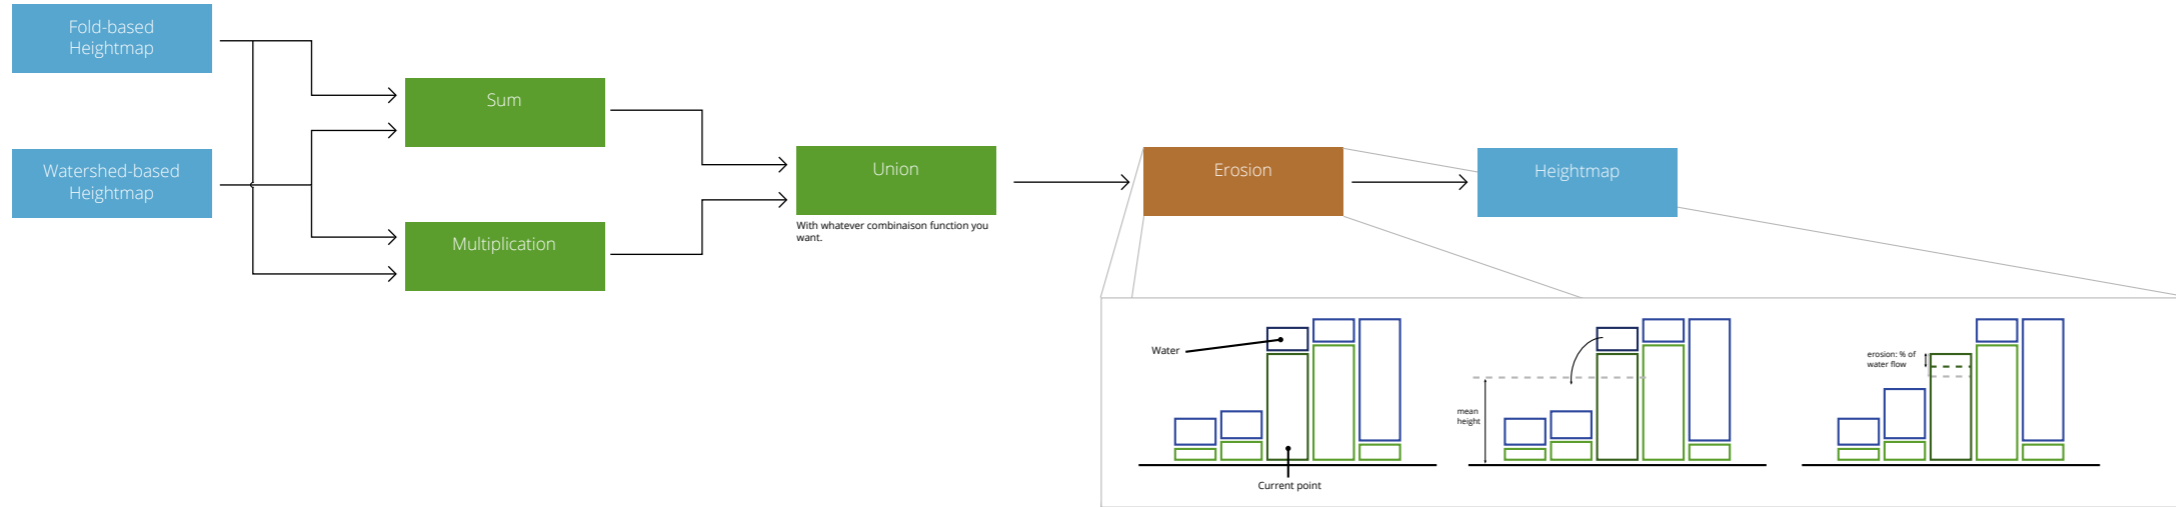 Fold-based
Heightmap
Sum
Watershed-based
Heightmap
Multiplication
Union
With whatever combinaison function you
want.
Erosion
Heightmap
Water
Current point
mean
height
erosion: % of
water flow